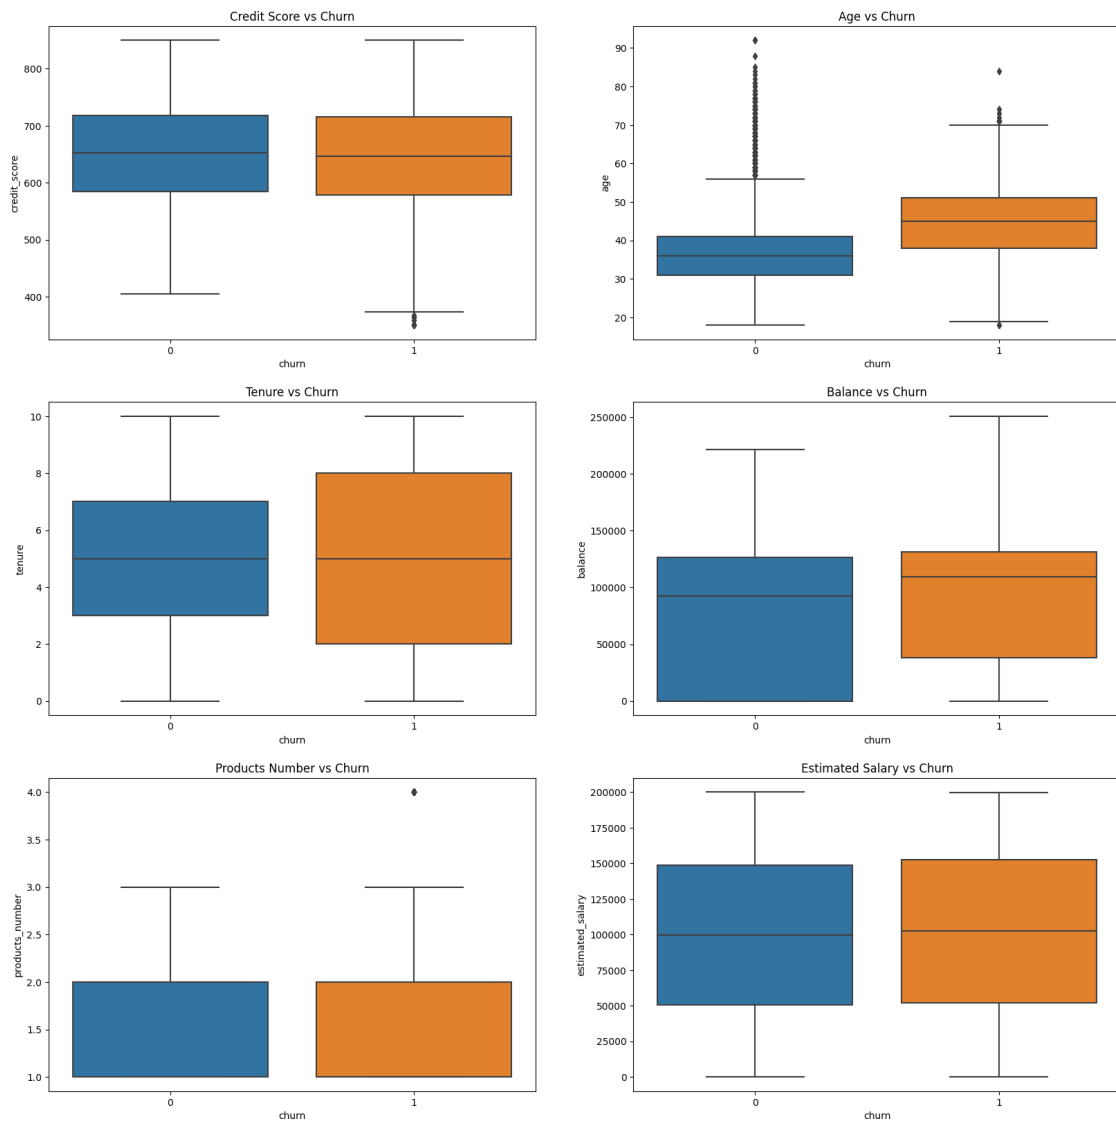 Credit Score vs Churn
800
700
600
500
400
credit_score
0
1
churn
Age vs Churn
90
80
70
60
50
40
30
20
age
0
1
churn
Tenure vs Churn
10
8
6
4
2
0
tenure
0
1
churn
Balance vs Churn
250000
200000
150000
100000
50000
0
balance
0
1
churn
Products Number vs Churn
4.0
3.5
3.0
2.5
2.0
1.5
1.0
products_number
0
1
churn
Estimated Salary vs Churn
200000
175000
150000
125000
100000
75000
50000
25000
0
estimated_salary
0
1
churn